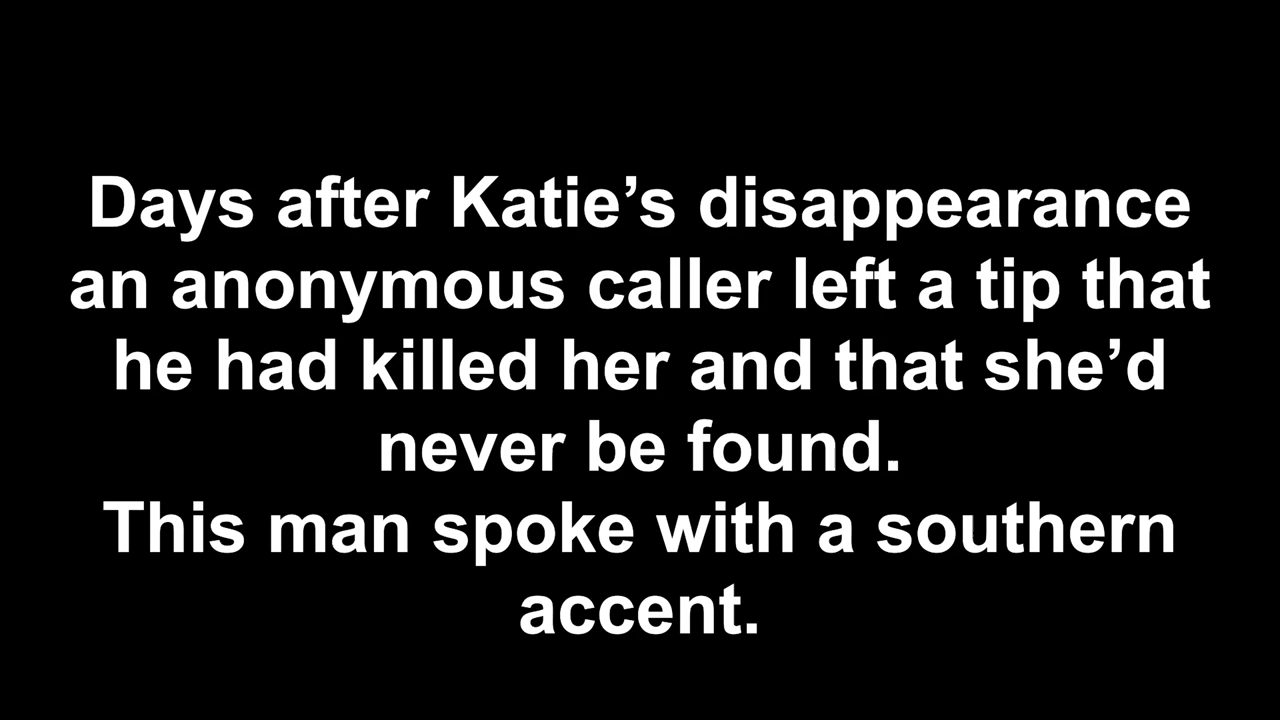 Days after Katie’s disappearance
an anonymous caller left a tip that
he had killed her and that she’d
never be found.
This man spoke with a southern
accent.